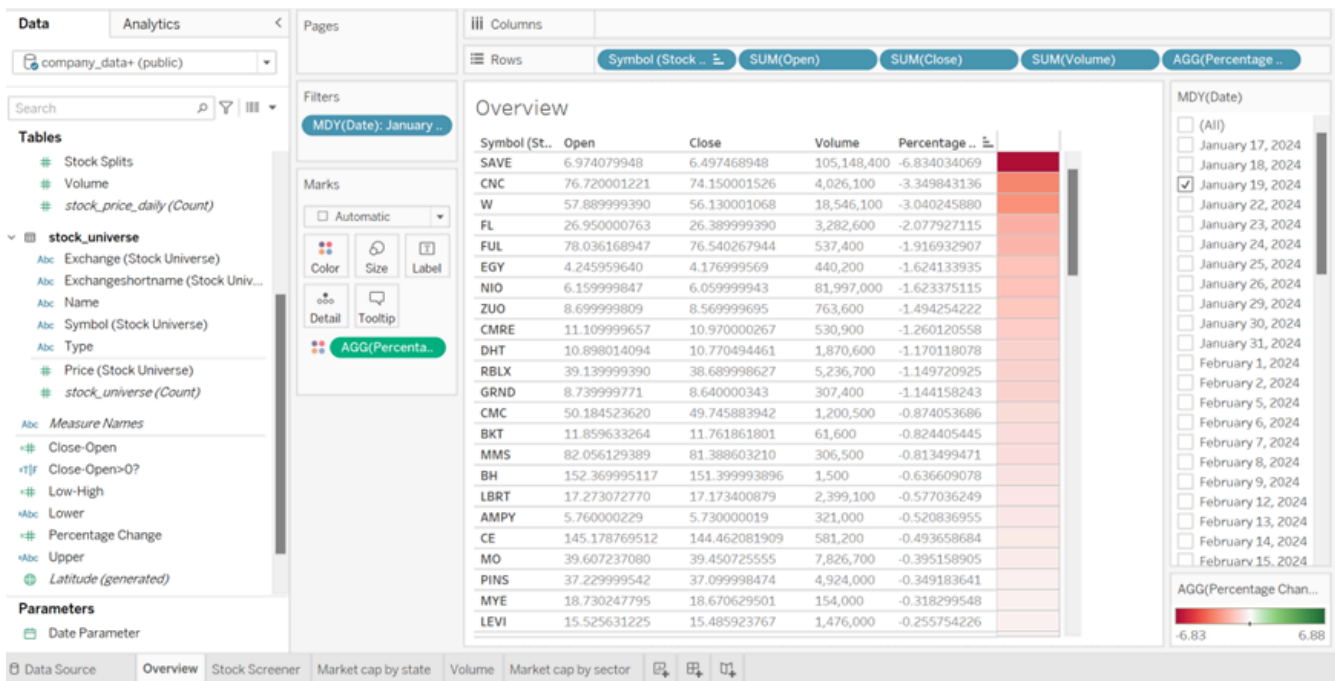 Data
Analytics
company_data+ (public)
Search
Tables
Stock Splits
Volume
stock_price_daily (Count)
stock_universe
Abc Exchange (Stock Universe)
Abc Exchangeshortname (Stock Univ...
Abc Name
Abc Symbol (Stock Universe)
Abc Type
Price (Stock Universe)
stock_universe (Count)
Abc Measure Names
Close-Open
T|F Close-Open>0?
Low-High
Abc Lower
Percentage Change
Abc Upper
Latitude (generated)
Parameters
Date Parameter
Pages
Filters
MDY(Date): January ..
Marks
Automatic
Color Size Label
Detail Tooltip
AGG(Percenta..
Columns
Rows Symbol (Stock .. SUM(Open) SUM(Close) SUM(Volume) AGG(Percentage ..
Overview
Symbol (St.. Open Close Volume Percentage ..
SAVE 6.974079948 6.497468948 105,148,400 -6.834034069
CNC 76.720001221 74.150001526 4,026,100 -3.349843136
W 57.889999390 56.130001068 18,546,100 -3.040245880
FL 26.950000763 26.389999390 3,282,600 -2.077927115
FUL 78.036168947 76.540267944 537,400 -1.916932907
EGY 4.245959640 4.176999569 440,200 -1.624133935
NIO 6.159999847 6.059999943 81,997,000 -1.623375115
ZUO 8.699999809 8.569999695 763,600 -1.494254222
CMRE 11.109999657 10.970000267 530,900 -1.260120558
DHT 10.898014094 10.770494461 1,870,600 -1.170118078
RBLX 39.139999390 38.689998627 5,236,700 -1.149720925
GRND 8.739999771 8.640000343 307,400 -1.144158243
CMC 50.184523620 49.745883942 1,200,500 -0.874053686
BKT 11.859633264 11.761861801 61,600 -0.824405445
MMS 82.056129389 81.388603210 306,500 -0.813499471
BH 152.369995117 151.399993896 1,500 -0.636609078
LBRT 17.273072770 17.173400879 2,399,100 -0.577036249
AMPY 5.760000229 5.730000019 321,000 -0.520836955
CE 145.178769512 144.462081909 581,200 -0.493658684
MO 39.607237080 39.450725555 7,826,700 -0.395158905
PINS 37.229999542 37.099998474 4,924,000 -0.349183641
MYE 18.730247795 18.670629501 154,000 -0.318299548
LEVI 15.525631225 15.485923767 1,476,000 -0.255754226
MDY(Date)
(All)
January 17, 2024
January 18, 2024
January 19, 2024
January 22, 2024
January 23, 2024
January 24, 2024
January 25, 2024
January 26, 2024
January 29, 2024
January 30, 2024
January 31, 2024
February 1, 2024
February 2, 2024
February 5, 2024
February 6, 2024
February 7, 2024
February 8, 2024
February 9, 2024
February 12, 2024
February 13, 2024
February 14, 2024
February 15, 2024
AGG(Percentage Chan...
-6.83 6.88
Data Source Overview Stock Screener Market cap by state Volume Market cap by sector